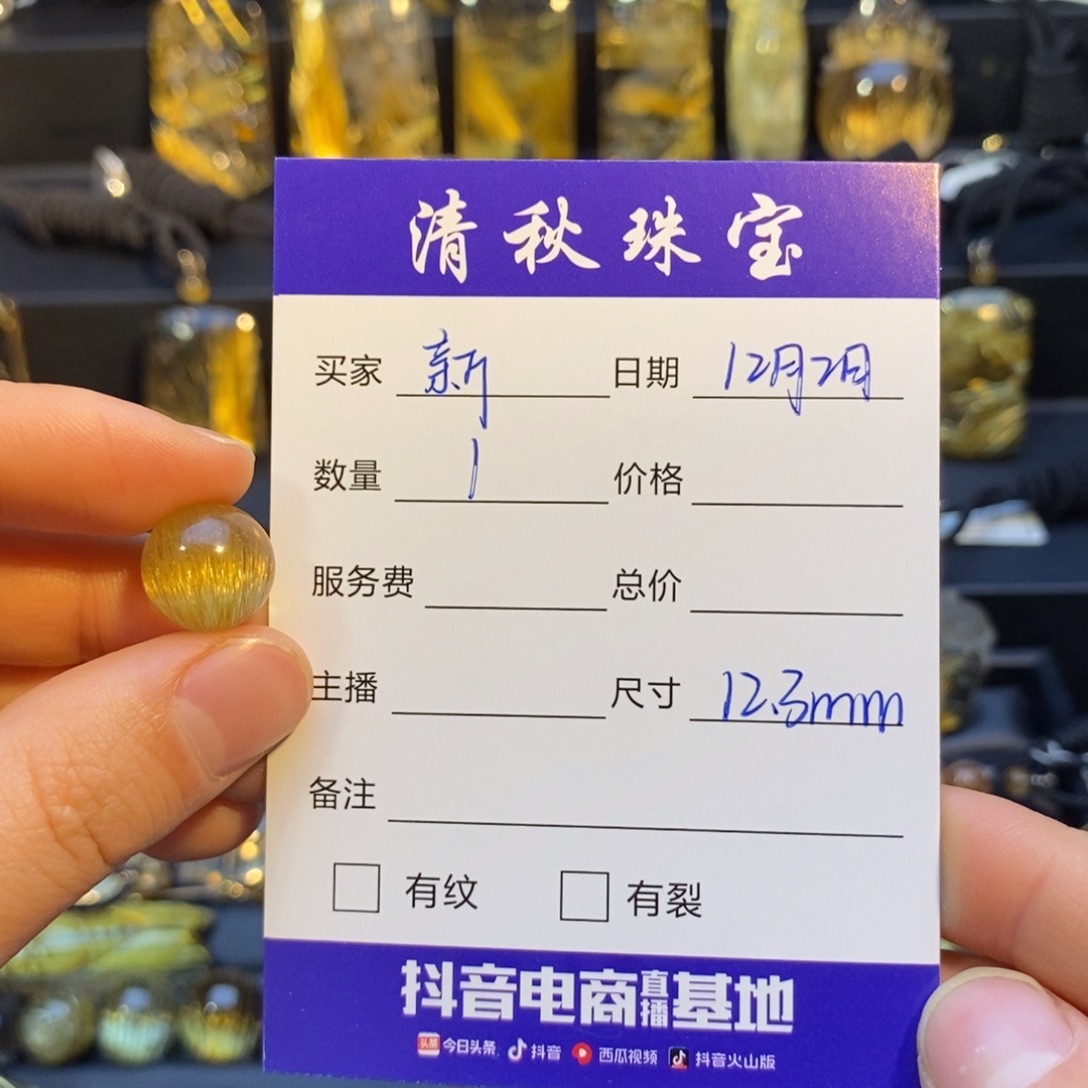 清秋珠宝
买家 新 日期 12月2日
数量 1 价格
服务费 总价
主播 尺寸 12.3mm
备注
有纹 有裂
抖音电商直播基地
头条 今日头条 抖音 西瓜视频 抖音火山版